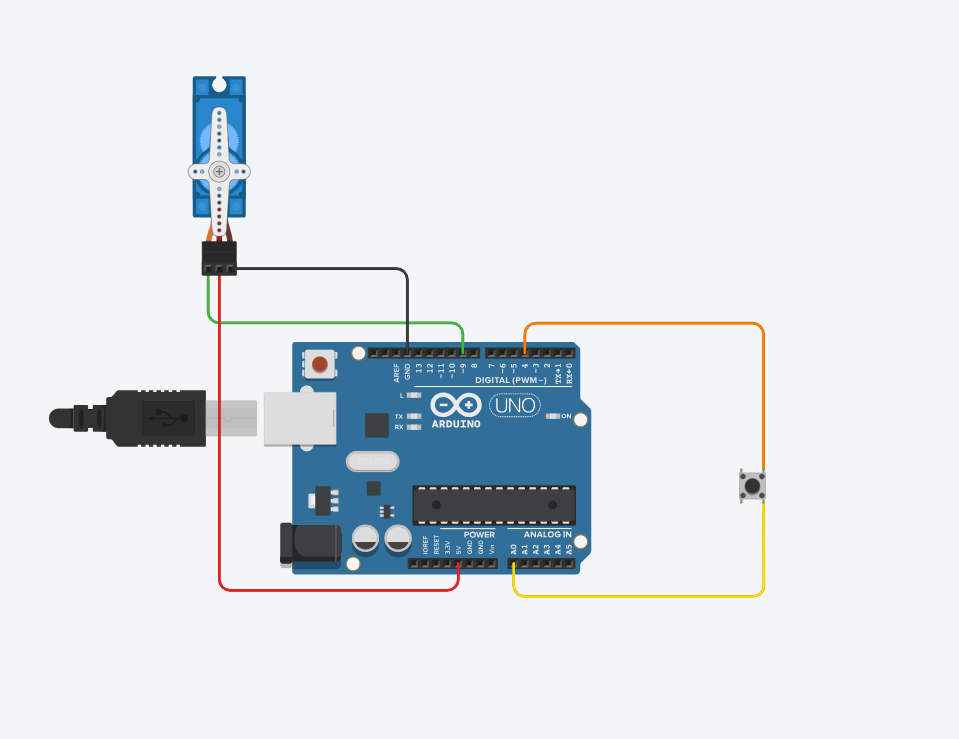 AREF
GND
13
12
~11
~10
~9
8
7
~6
~5
4
~3
2
TX→1
RX←0
DIGITAL (PWM~)
L
TX
RX
ARDUINO
UNO
ON
POWER
ANALOG IN
IOREF
RESET
3.3V
5V
GND
GND
Vin
A0
A1
A2
A3
A4
A5